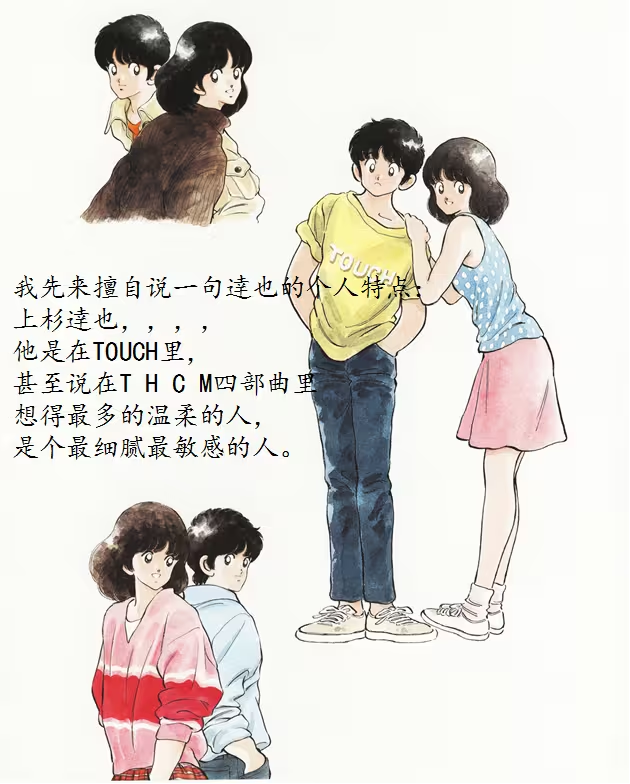 TOUCH
我先来擅自说一句逹也的个人特点：
上杉逹也，，，，
他是在TOUCH里，
甚至说在T H C M四部曲里
想得最多的温柔的人，
是个最细腻最敏感的人。